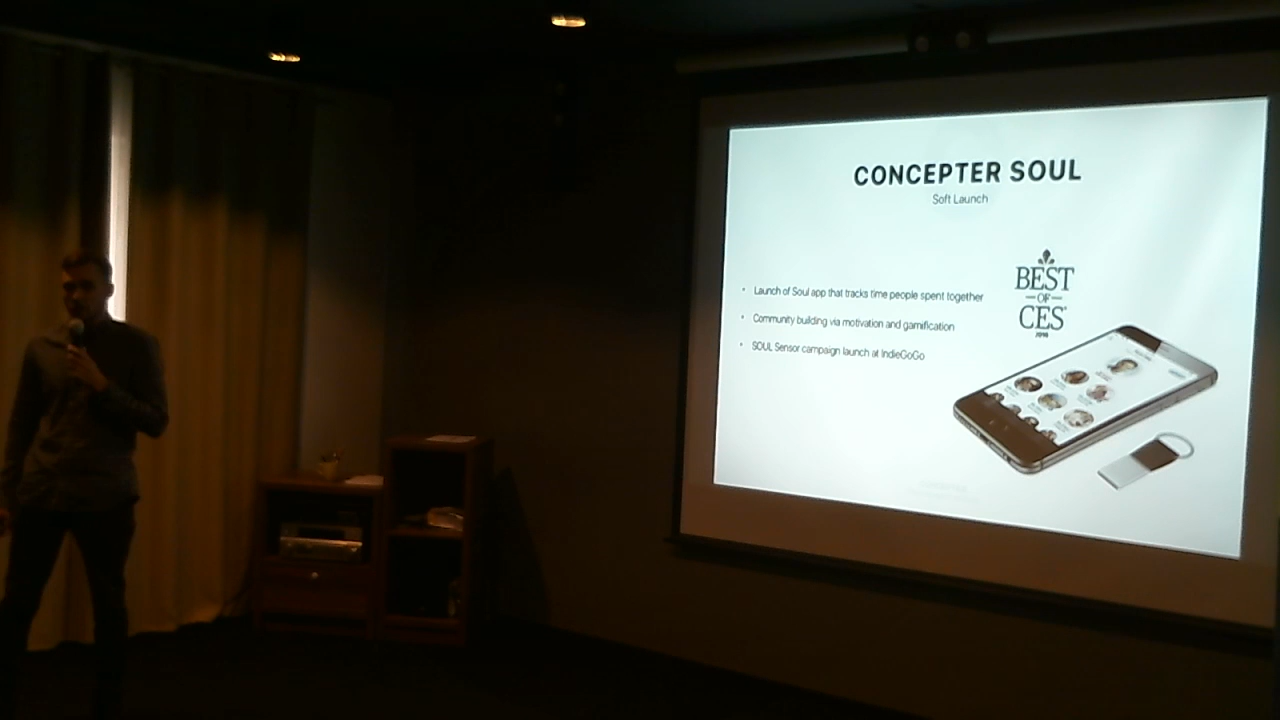 CONCEPTER SOUL
Soft Launch
• Launch of Soul app that tracks time people spent together
• Community building via motivation and gamification
• SOUL Sensor campaign launch at IndieGoGo
BEST
OF
CES